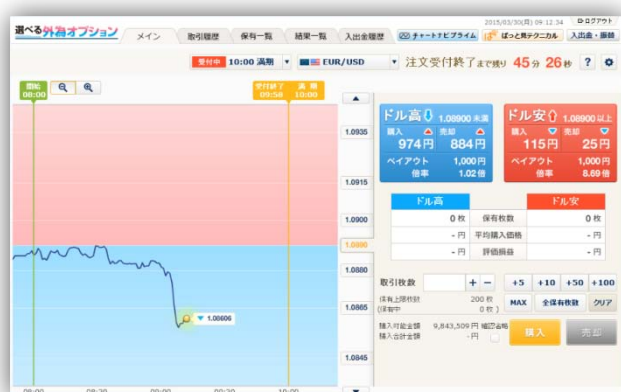 2015/03/30(月) 09:12:34 ログアウト
選べる外為オプション メイン 取引履歴 保有一覧 結果一覧 入出金履歴 チャートナビプライム ぱっと見テクニカル 入出金・振替
受付中 10:00 満期 EUR/USD 注文受付終了まで残り 45 分 26 秒 ?
開始 08:00
受付終了 09:58 満期 10:00
1.0935
1.0915
1.0900
1.0890
1.0880
1.0865
1.0845
1.08606
08:00 08:30 09:00 09:30 10:00
ドル高 1.08900 未満
購入 売却
974円 884円
ペイアウト 1,000円
倍率 1.02倍
ドル安 1.08900 以上
購入 売却
115円 25円
ペイアウト 1,000円
倍率 8.69倍
ドル高 ドル安
0 枚 保有枚数 0 枚
- 円 平均購入価格 - 円
- 円 評価損益 - 円
取引枚数 + − +5 +10 +50 +100
保有上限枚数 200 枚
(保有中 0 枚)
MAX 全保有枚数 クリア
購入可能金額 9,843,509 円 確認省略
購入合計金額 - 円
購入 売却